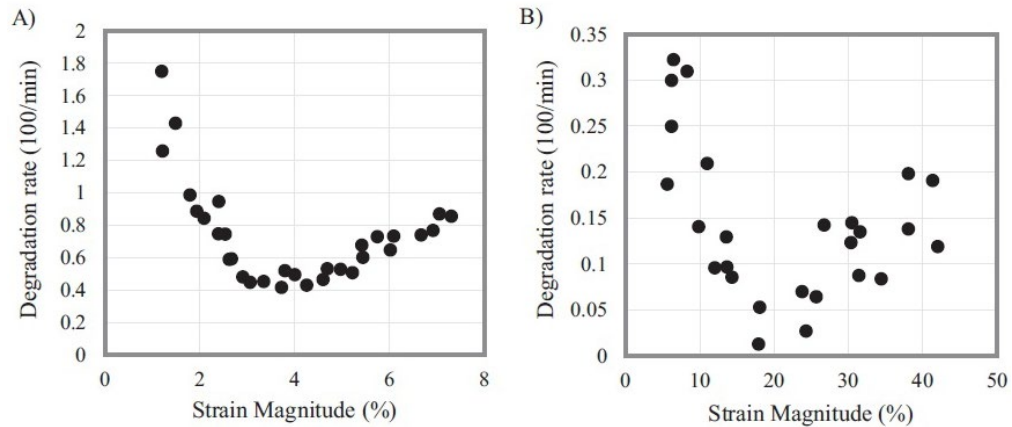 A)
2
1.8
1.6
1.4
1.2
1
0.8
0.6
0.4
0.2
0
Degradation rate (100/min)
0 2 4 6 8
Strain Magnitude (%)
B)
0.35
0.3
0.25
0.2
0.15
0.1
0.05
0
Degradation rate (100/min)
0 10 20 30 40 50
Strain Magnitude (%)